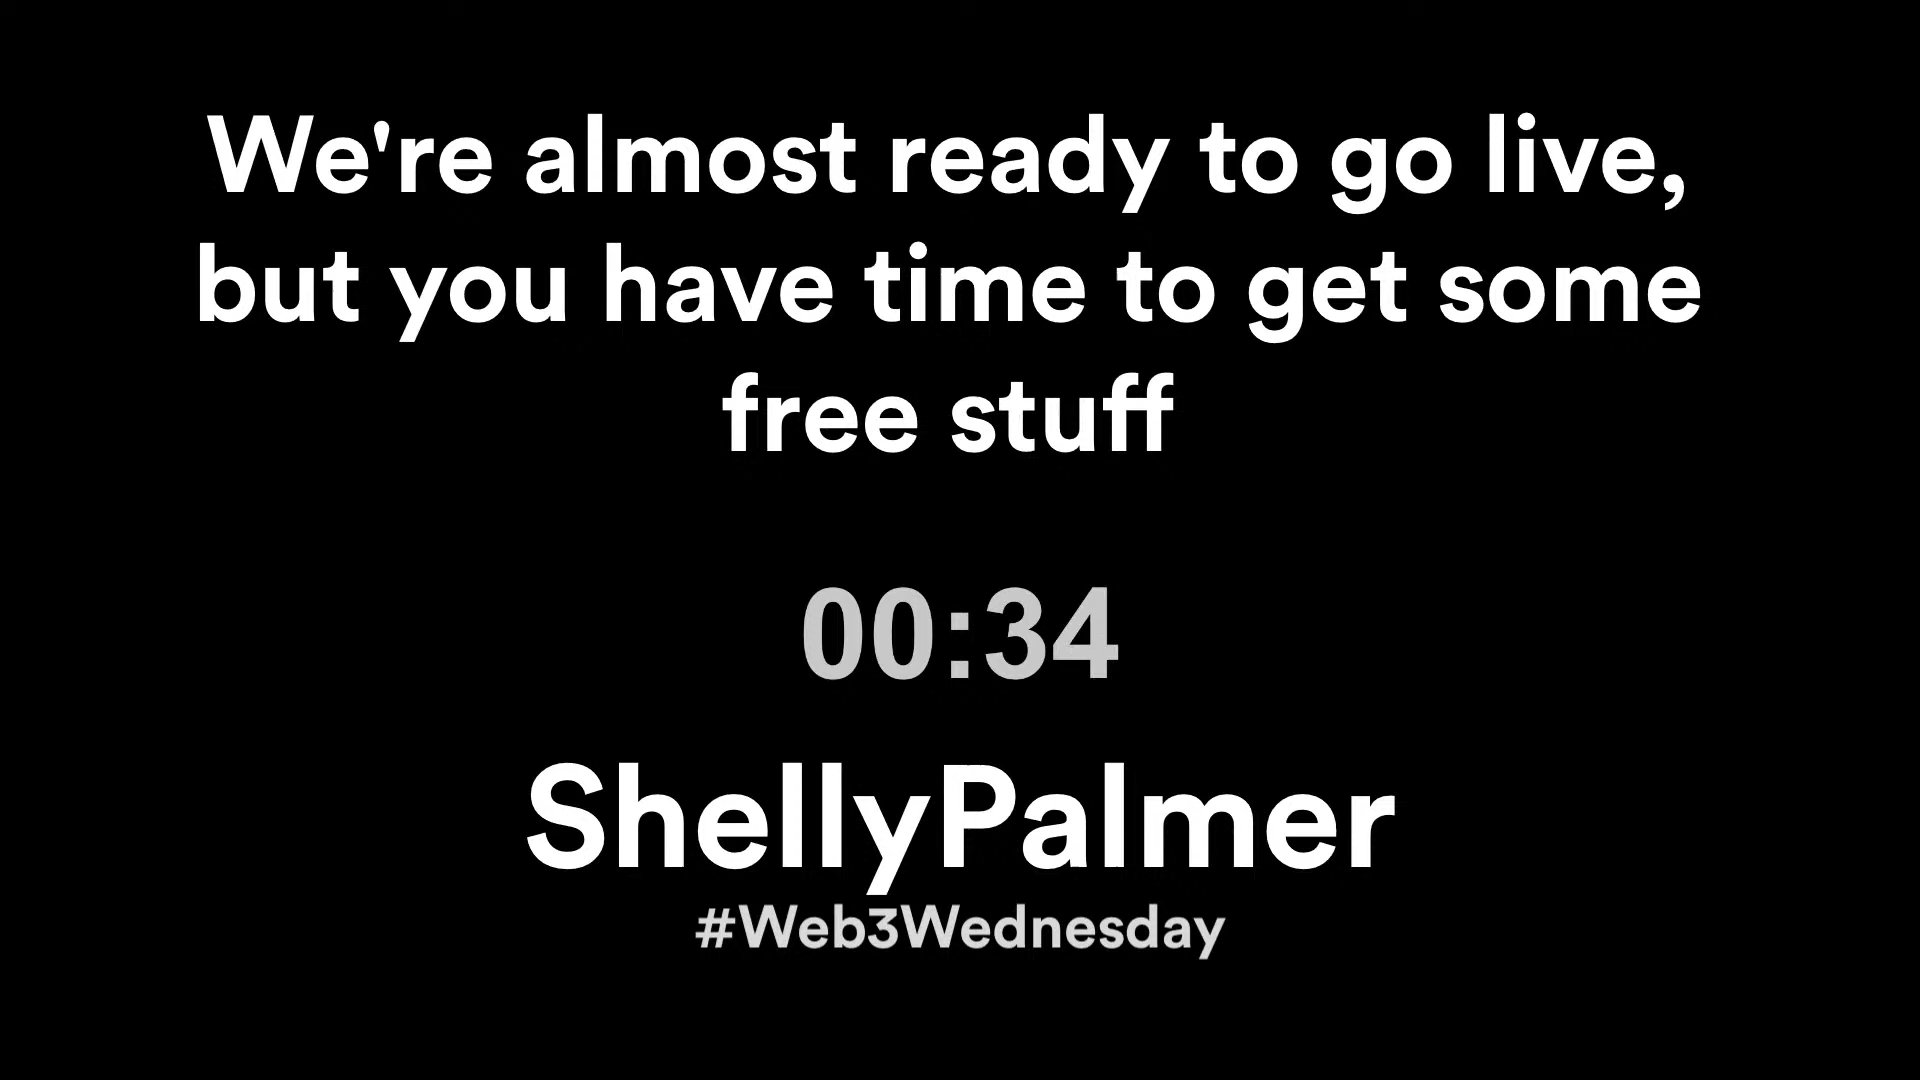 We're almost ready to go live,
but you have time to get some
free stuff
00:34
ShellyPalmer
#Web3Wednesday